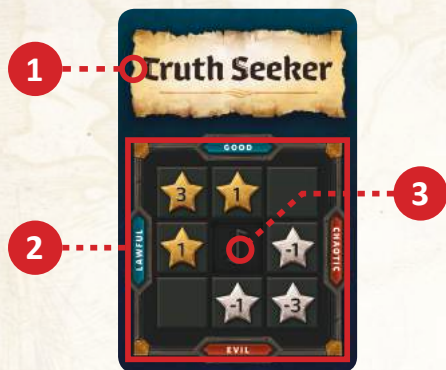 1
Truth Seeker
GOOD
3 1
2
LAWFUL
1 -1
CHAOTIC
3
-1 -3
EVIL